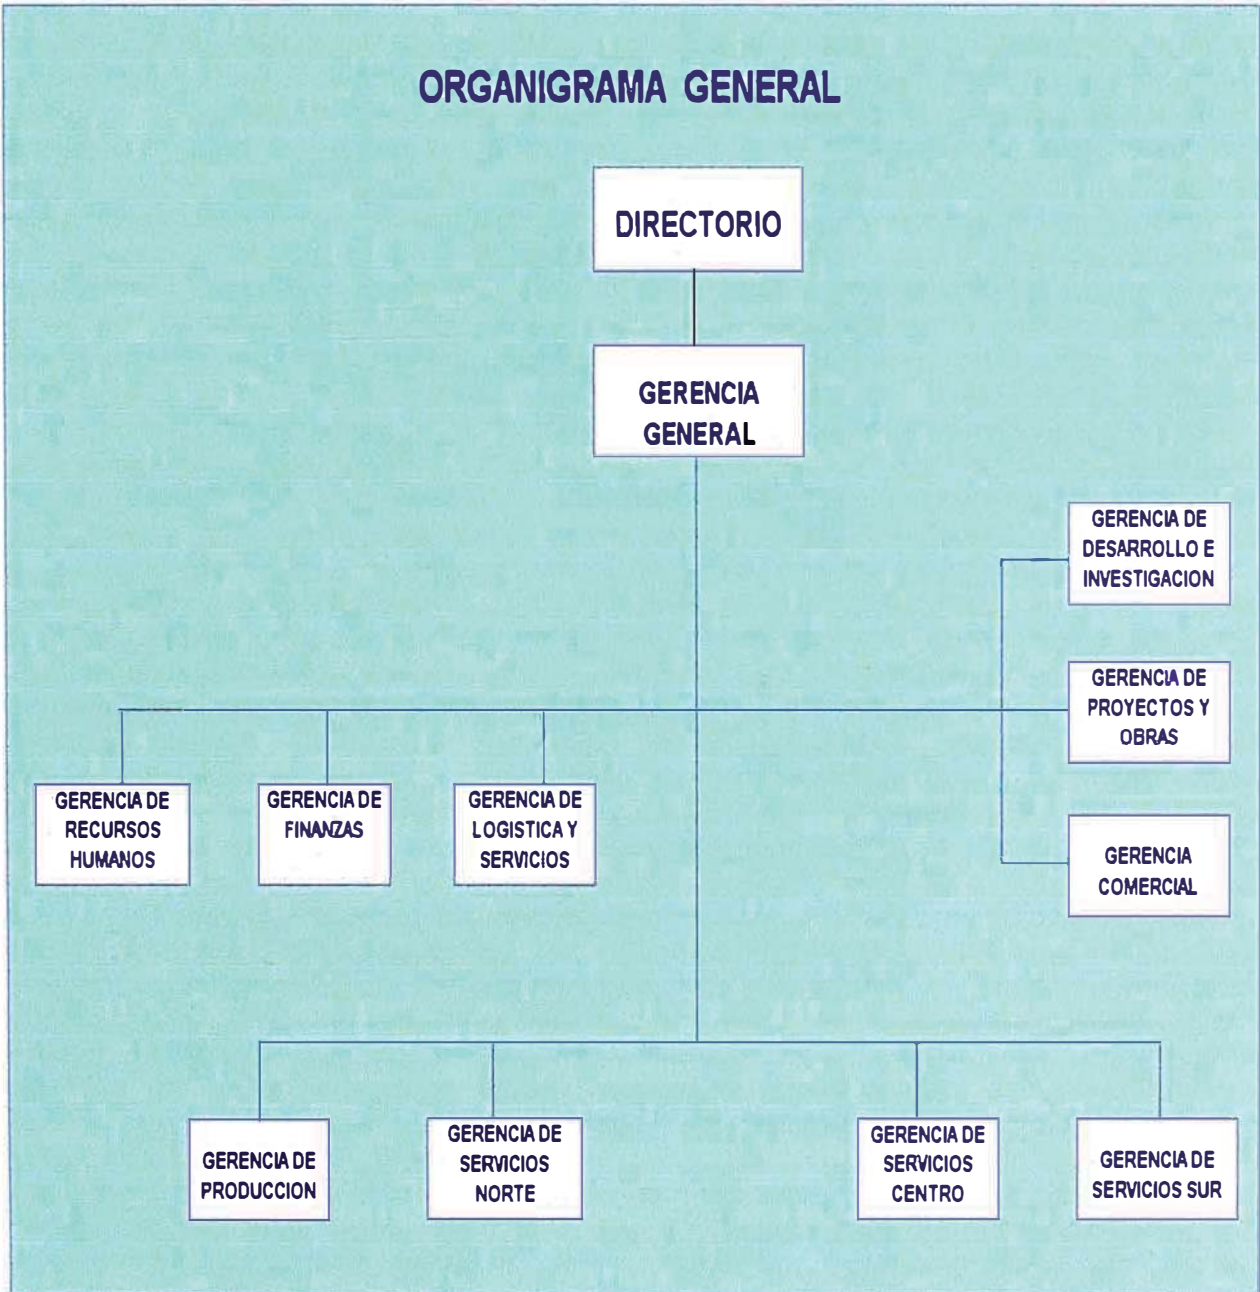 ORGANIGRAMA GENERAL
DIRECTORIO
GERENCIA
GENERAL
GERENCIA DE
DESARROLLO E
INVESTIGACION
GERENCIA DE
PROYECTOS Y
OBRAS
GERENCIA
COMERCIAL
GERENCIA DE
RECURSOS
HUMANOS
GERENCIA DE
FINANZAS
GERENCIA DE
LOGISTICA Y
SERVICIOS
GERENCIA DE
PRODUCCION
GERENCIA DE
SERVICIOS
NORTE
GERENCIA DE
SERVICIOS
CENTRO
GERENCIA DE
SERVICIOS SUR